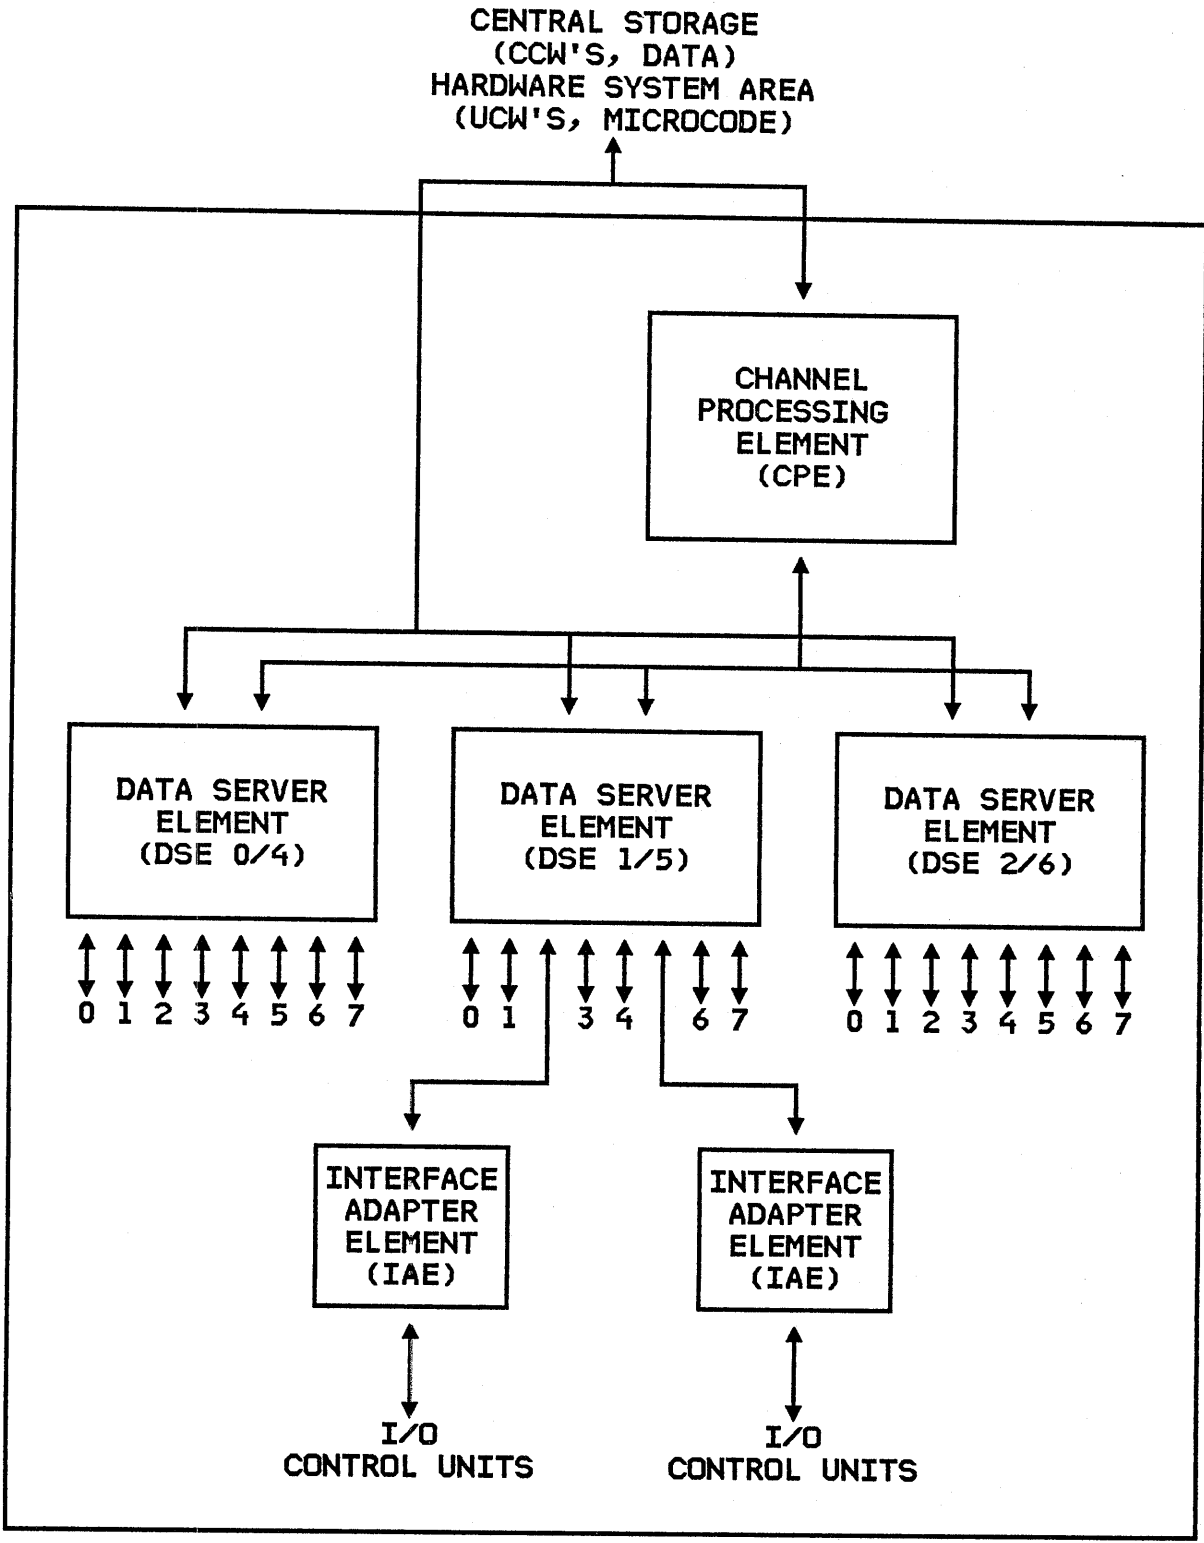 CENTRAL STORAGE
(CCW'S, DATA)
HARDWARE SYSTEM AREA
(UCW'S, MICROCODE)
CHANNEL
PROCESSING
ELEMENT
(CPE)
DATA SERVER
ELEMENT
(DSE 0/4)
DATA SERVER
ELEMENT
(DSE 1/5)
DATA SERVER
ELEMENT
(DSE 2/6)
0 1 2 3 4 5 6 7
0 1 3 4 6 7
0 1 2 3 4 5 6 7
INTERFACE
ADAPTER
ELEMENT
(IAE)
INTERFACE
ADAPTER
ELEMENT
(IAE)
I/O
CONTROL UNITS
I/O
CONTROL UNITS